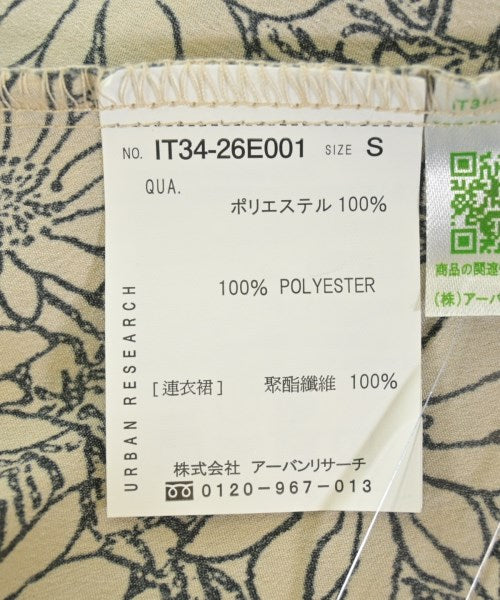 NO. IT34-26E001 SIZE S
QUA.
ポリエステル 100%
100% POLYESTER
[連衣裙] 聚酯纖維 100%
URBAN RESEARCH
株式会社 アーバンリサーチ
0120-967-013
IT3
商品の関連
(株)アーバ